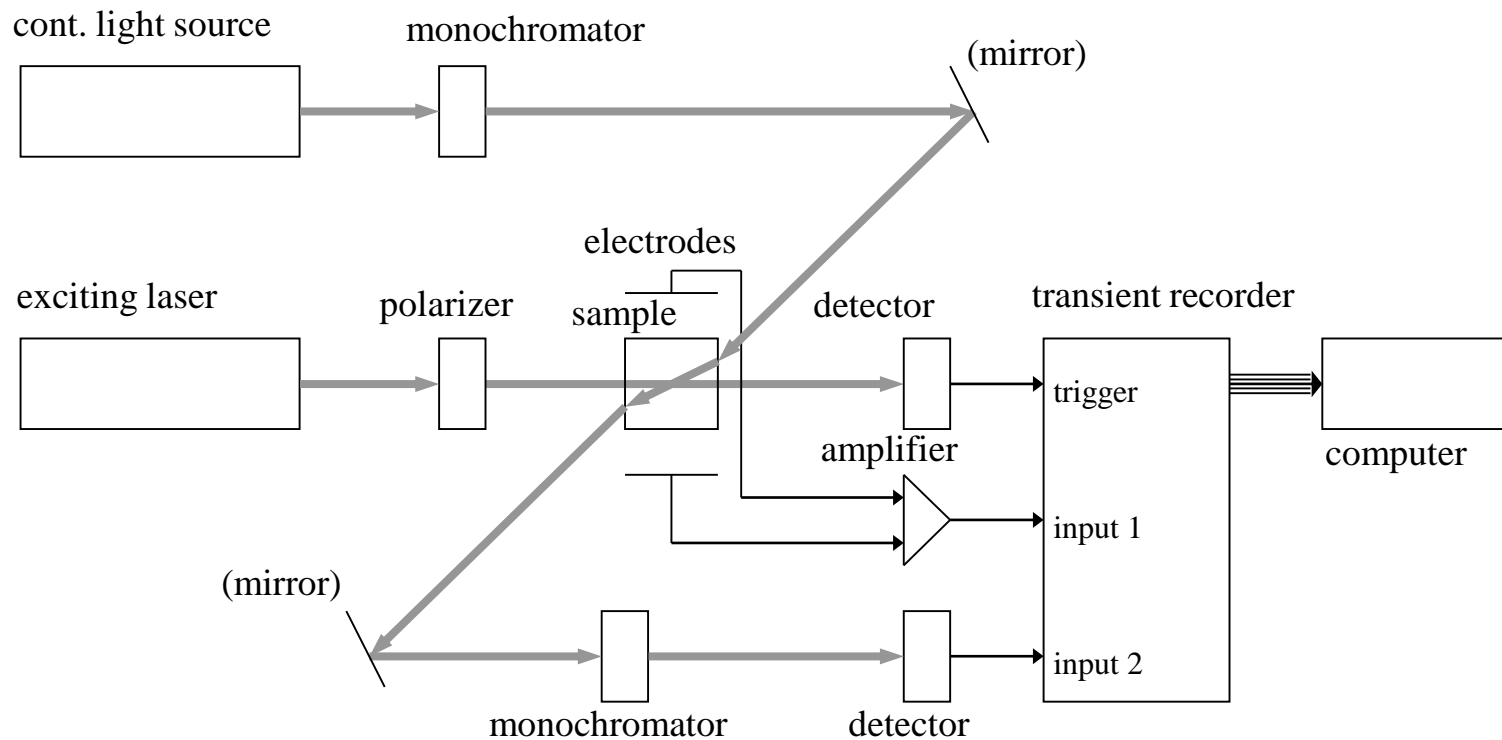 cont. light source
monochromator
(mirror)
electrodes
exciting laser
polarizer
sample
detector
transient recorder
trigger
amplifier
computer
input 1
(mirror)
input 2
monochromator
detector